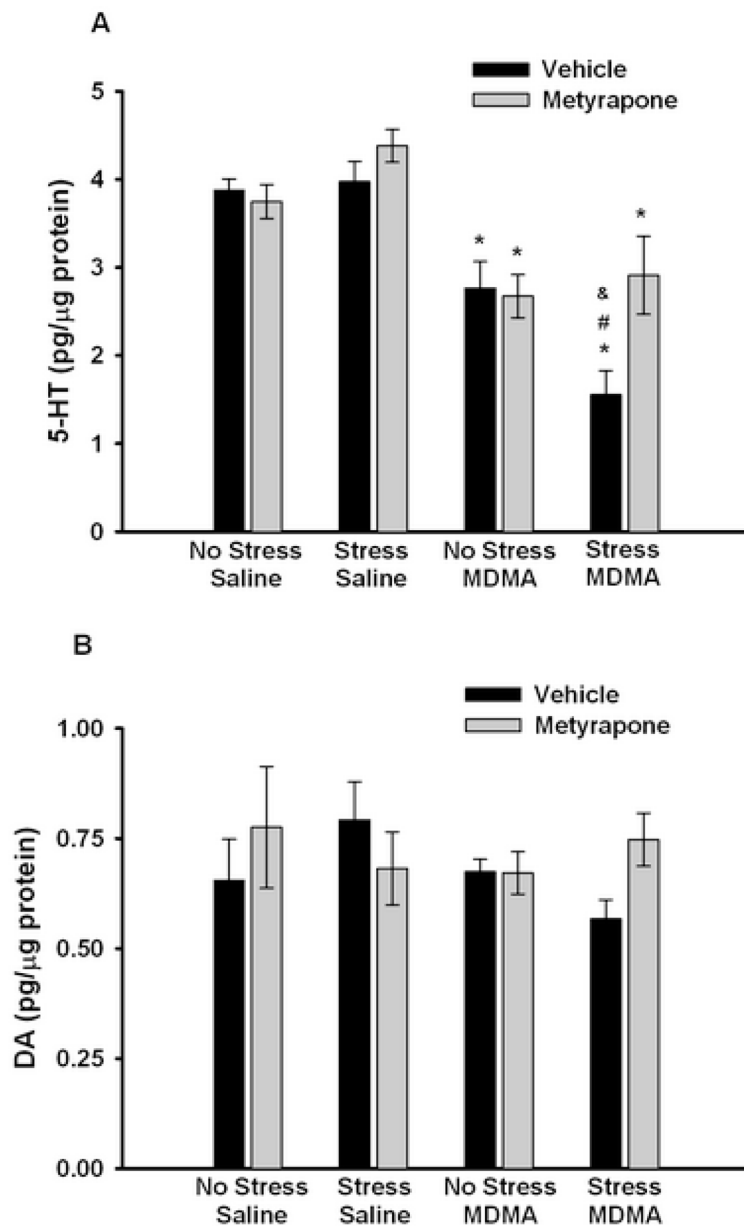 A
Vehicle
Metyrapone
5-HT (pg/μg protein)
5
4
3
2
1
0
*
*
&
#
*
*
No Stress
Saline
Stress
Saline
No Stress
MDMA
Stress
MDMA
B
Vehicle
Metyrapone
DA (pg/μg protein)
1.00
0.75
0.50
0.25
0.00
No Stress
Saline
Stress
Saline
No Stress
MDMA
Stress
MDMA